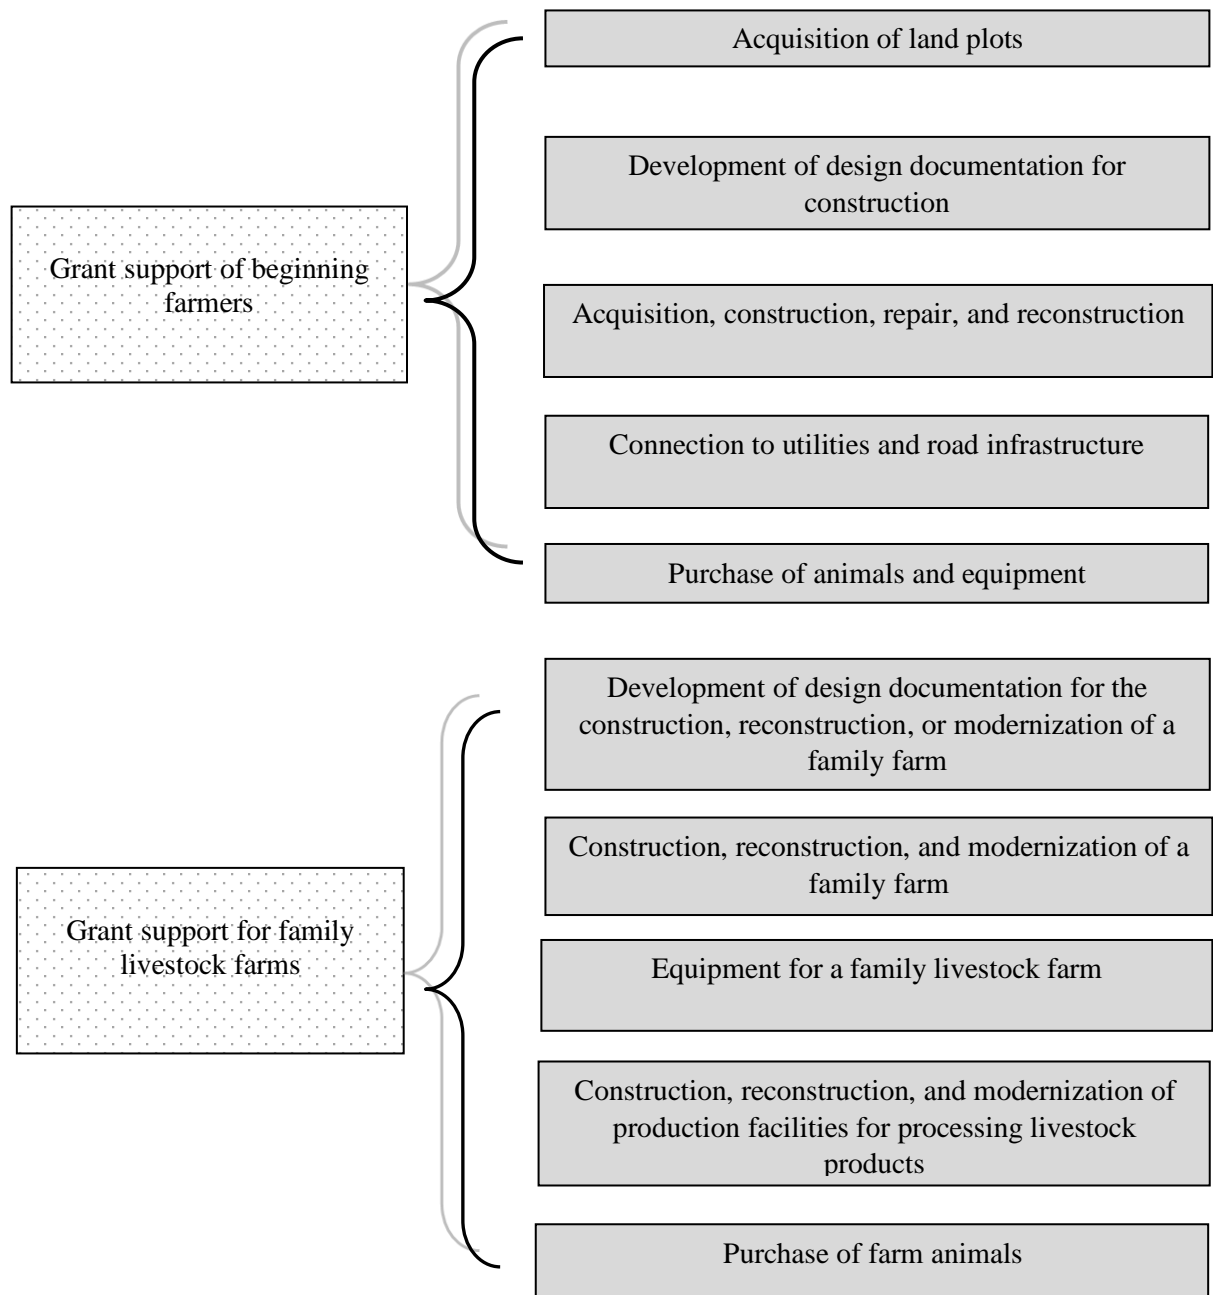 Acquisition of land plots
Development of design documentation for
construction
Grant support of beginning
farmers
Acquisition, construction, repair, and reconstruction
Connection to utilities and road infrastructure
Purchase of animals and equipment
Development of design documentation for the
construction, reconstruction, or modernization of a
family farm
Construction, reconstruction, and modernization of a
family farm
Grant support for family
livestock farms
Equipment for a family livestock farm
Construction, reconstruction, and modernization of
production facilities for processing livestock
products
Purchase of farm animals